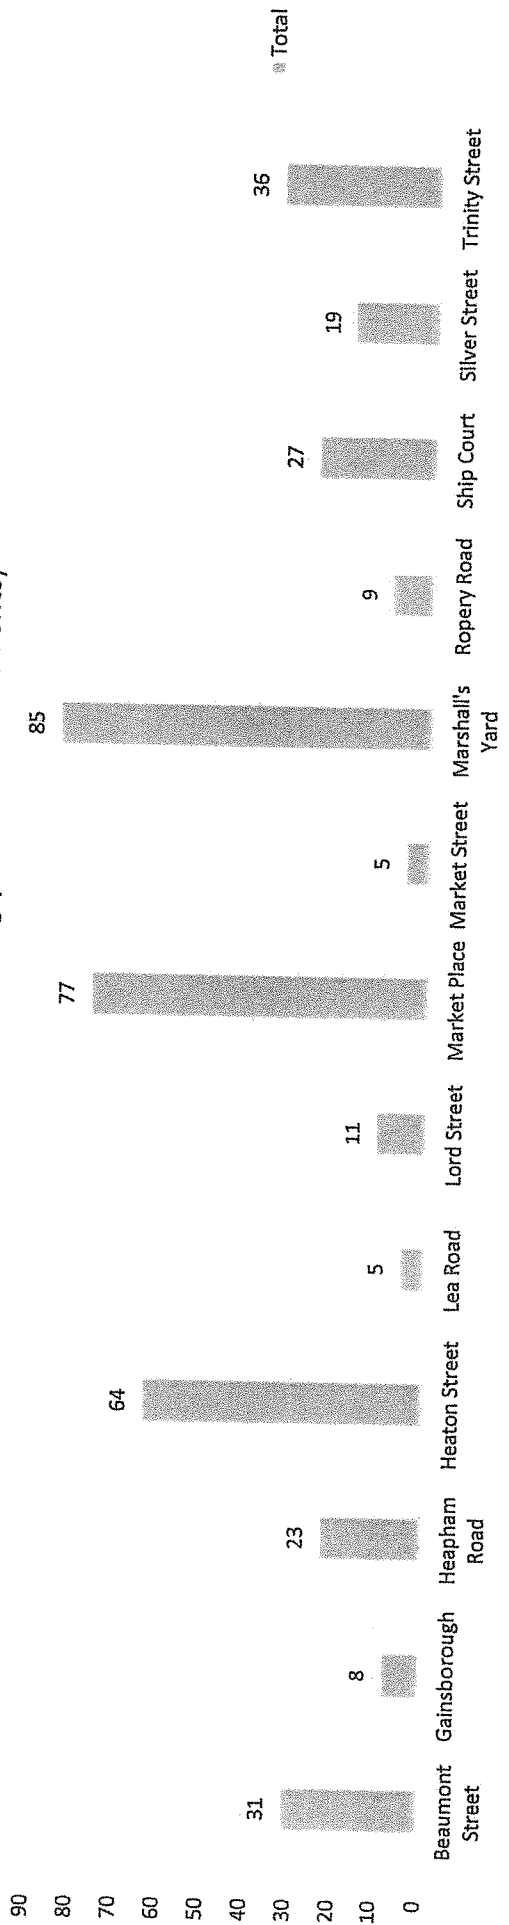 90
80
70
60
50
40
30
20
10
0
31
8
23
64
5
11
77
5
85
9
27
19
36
Beaumont
Street
Gainsborough
Heapham
Road
Heaton Street
Lea Road
Lord Street
Market Place
Market Street
Marshall's
Yard
Ropery Road
Ship Court
Silver Street
Trinity Street
Total